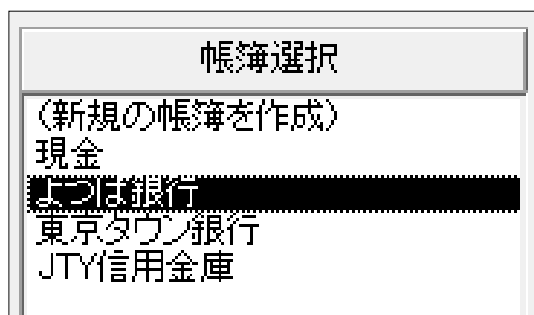 帳簿選択
(新規の帳簿を作成)
現金
よつば銀行
東京タウン銀行
JTY信用金庫